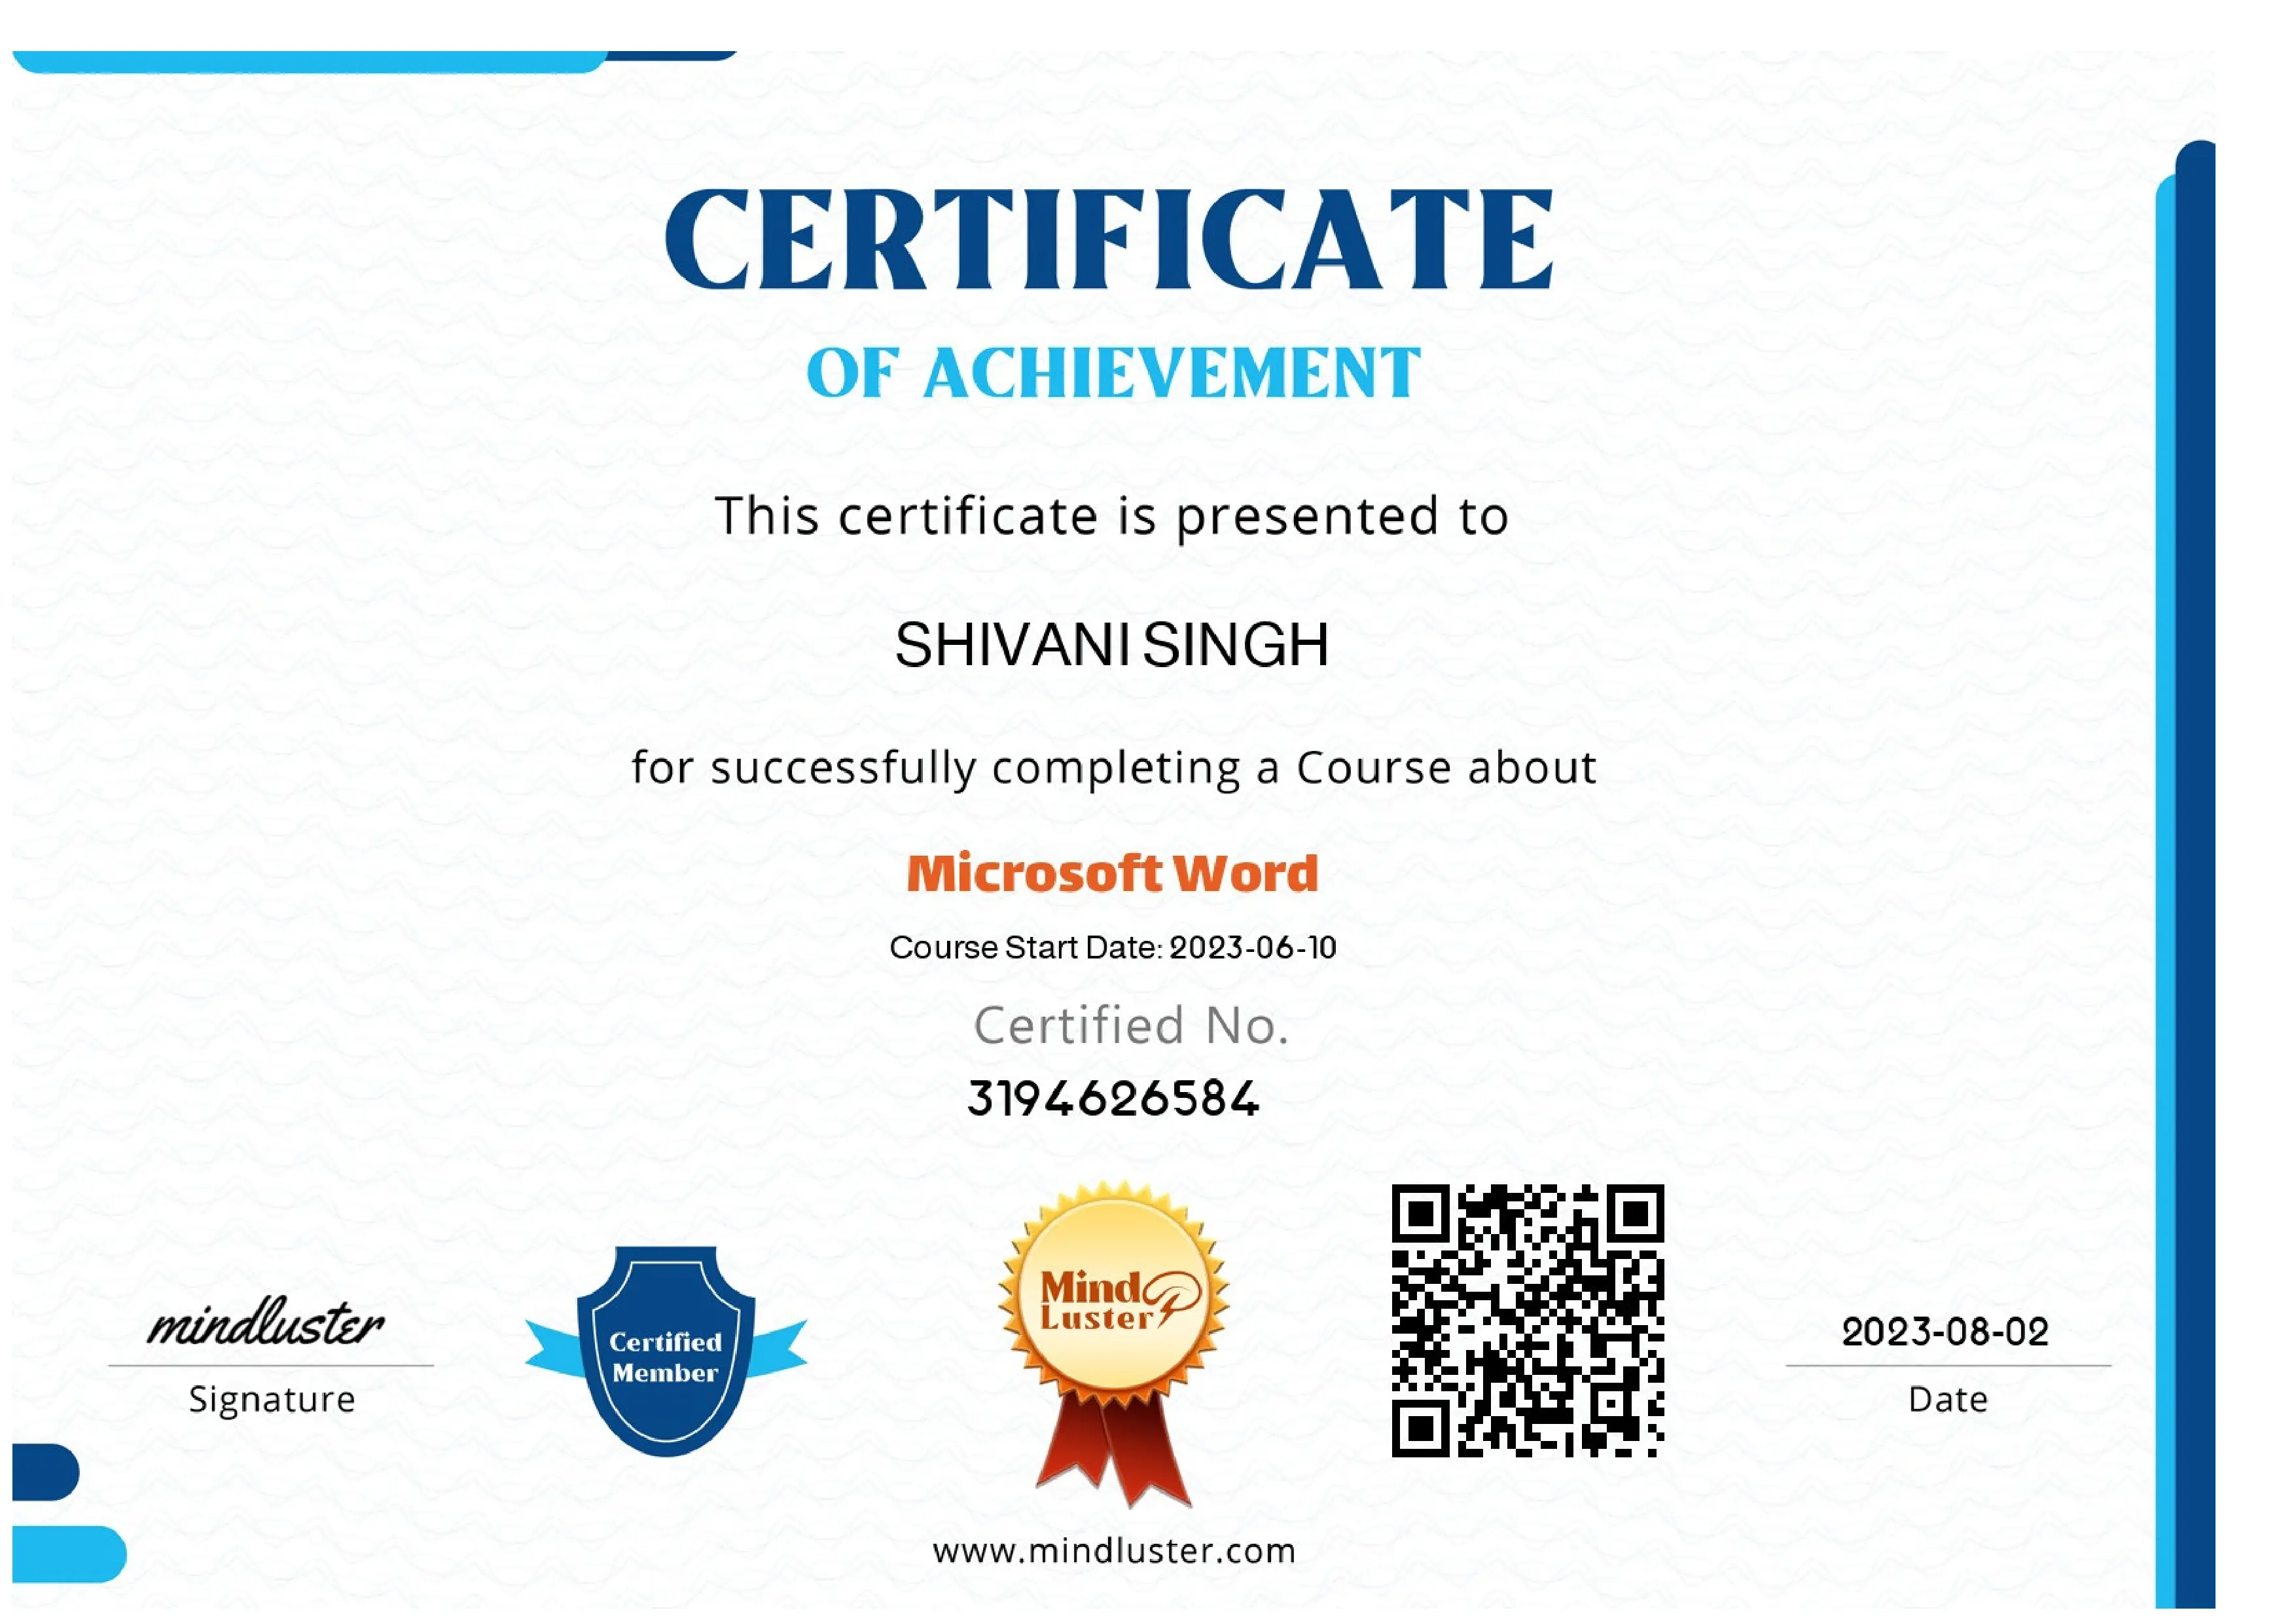 CERTIFICATE
OF ACHIEVEMENT
This certificate is presented to
SHIVANI SINGH
for successfully completing a Course about
Microsoft Word
Course Start Date: 2023-06-10
Certified No.
3194626584
mindluster
Signature
Certified
Member
Mind
Luster
2023-08-02
Date
www.mindluster.com